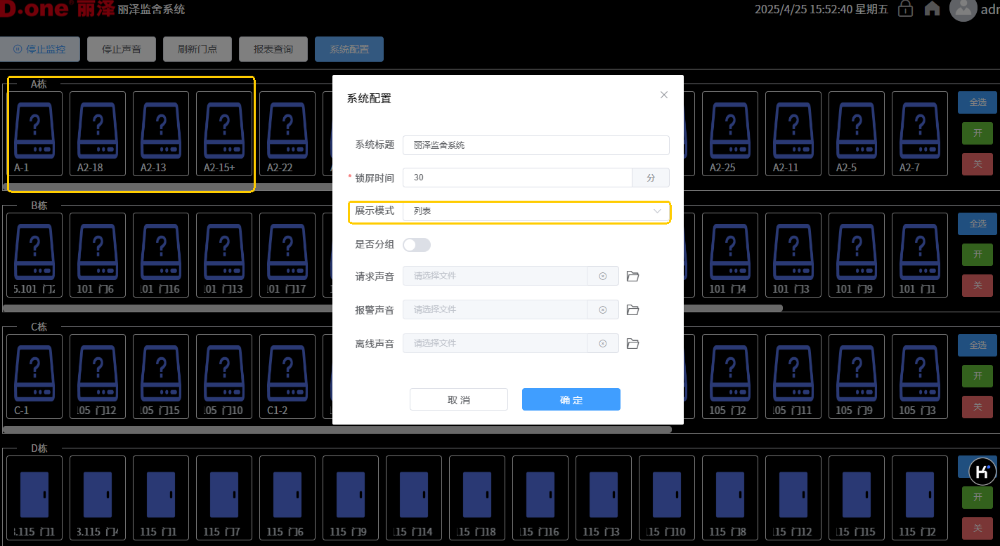 D·one®丽泽 丽泽监舍系统 2025/4/25 15:52:40 星期五
停止监控 停止声音 刷新门点 报表查询 系统配置
A栋
A-1 A2-18 A2-13 A2-15+ A2-22 A2-25 A2-11 A2-5 A2-7
全选
开
关
B栋
5.101 门2 101 门6 101 门16 101 门13 101 门17 101 门4 101 门3 101 门9 101 门1
全选
开
关
C栋
C-1 105 门12 105 门15 105 门10 C1-2 105 门2 105 门11 105 门9 105 门3
全选
开
关
D栋
3.115 门1 3.115 门4 115 门1 115 门7 115 门6 115 门9 115 门14 115 门18 115 门16 115 门3 115 门10 115 门8 115 门12 115 门15 115 门2
开
关
系统配置
系统标题 丽泽监舍系统
* 锁屏时间 30 分
展示模式 列表
是否分组
请求声音 请选择文件
报警声音 请选择文件
离线声音 请选择文件
取消 确定